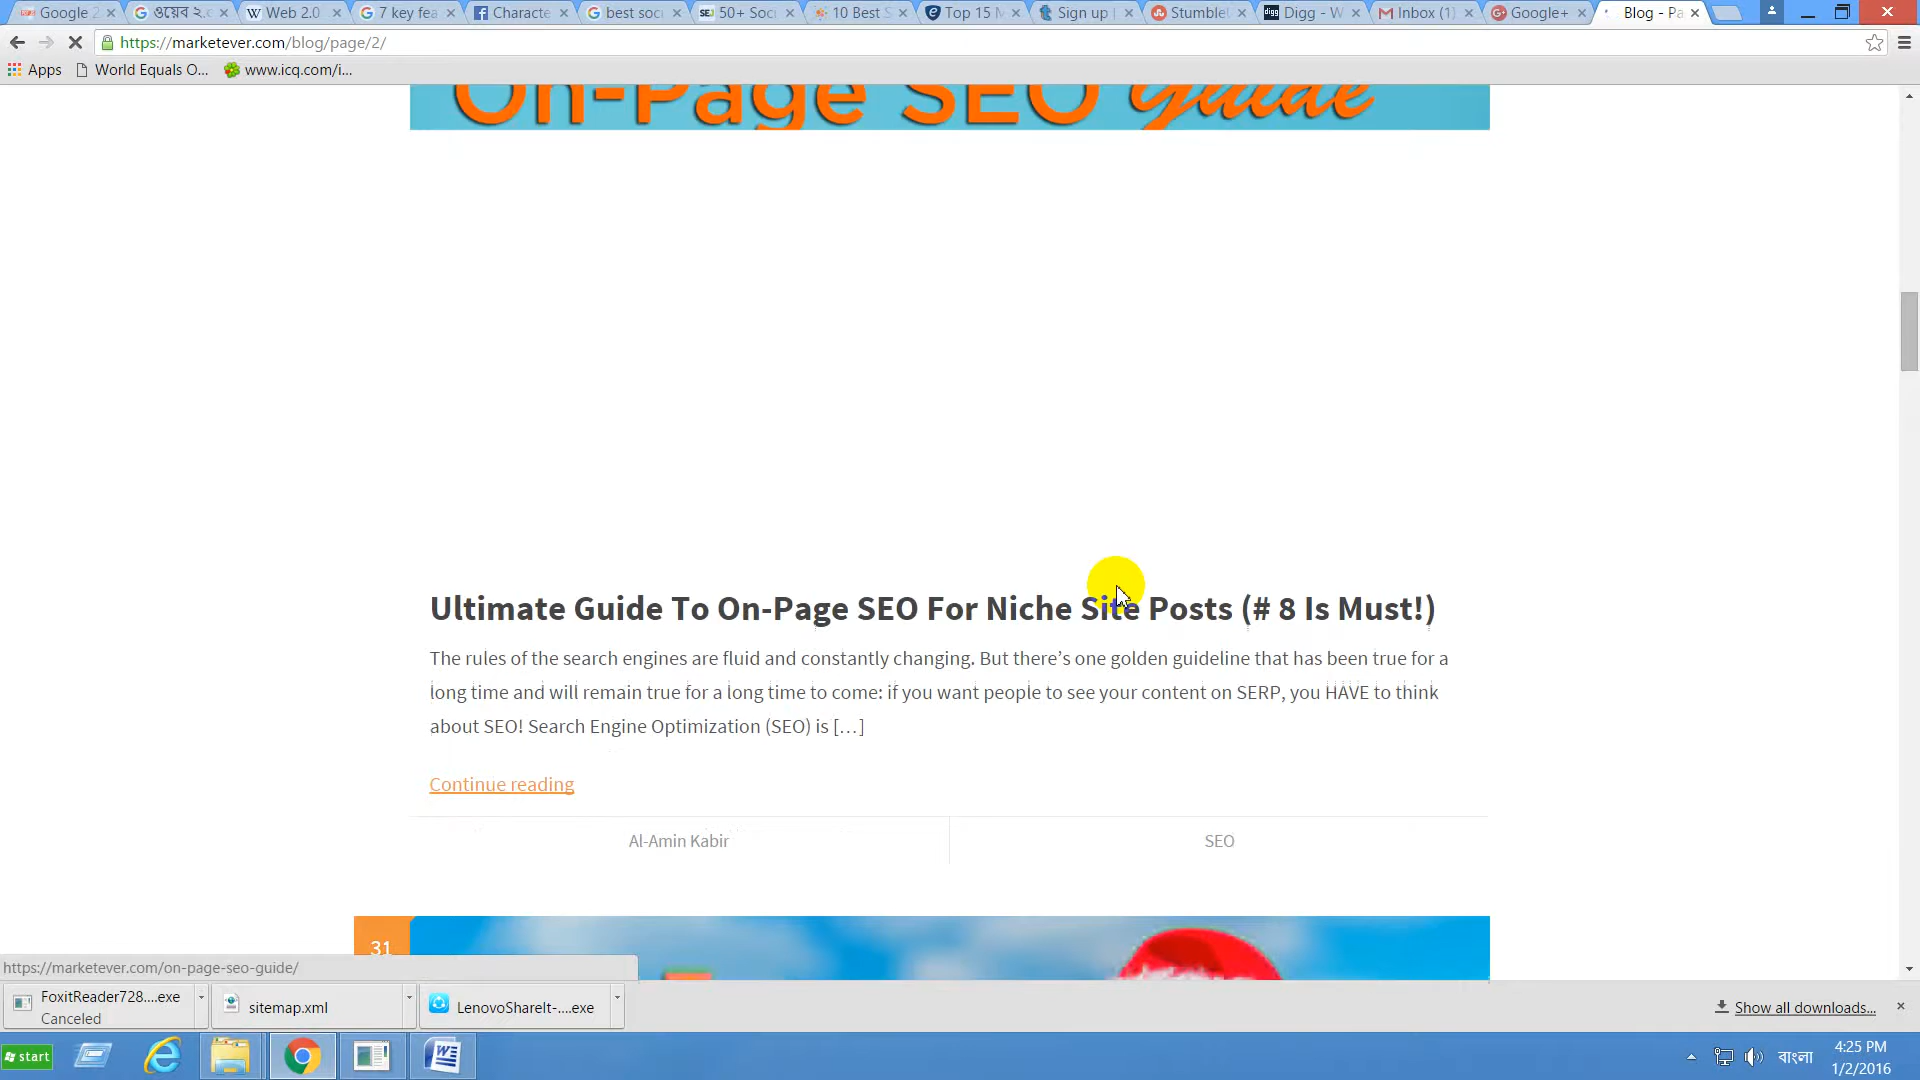 Google 2
ওয়েব ২.
Web 2.0
7 key fea
Characte
best soc
50+ Soc
10 Best S
Top 15 M
Sign up |
Stumble
Digg - W
Inbox (1)
Google+
Blog - Pa
https://marketever.com/blog/page/2/
Apps
World Equals O...
www.icq.com/i...
On-Page SEO Guide
Ultimate Guide To On-Page SEO For Niche Site Posts (# 8 Is Must!)
The rules of the search engines are fluid and constantly changing. But there’s one golden guideline that has been true for a
long time and will remain true for a long time to come: if you want people to see your content on SERP, you HAVE to think
about SEO! Search Engine Optimization (SEO) is […]
Continue reading
Al-Amin Kabir
SEO
31
https://marketever.com/on-page-seo-guide/
FoxitReader728....exe
Canceled
sitemap.xml
LenovoShareIt-....exe
Show all downloads...
start
বাংলা
4:25 PM
1/2/2016